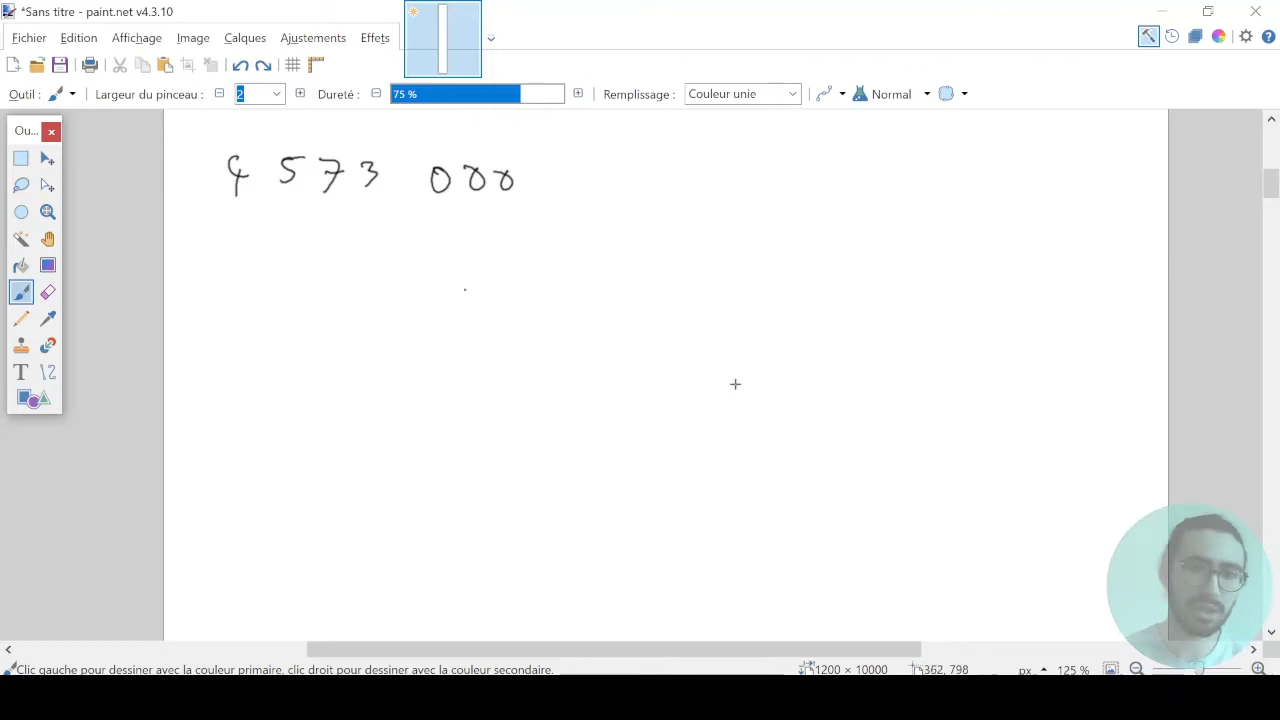 *Sans titre - paint.net v4.3.10
Fichier Edition Affichage Image Calques Ajustements Effets
Outil : Largeur du pinceau : 2 Dureté : 75 % Remplissage : Couleur unie Normal
Ou...
4 573 000
Clic gauche pour dessiner avec la couleur primaire, clic droit pour dessiner avec la couleur secondaire. 1200 × 10000 362, 798 px 125 %